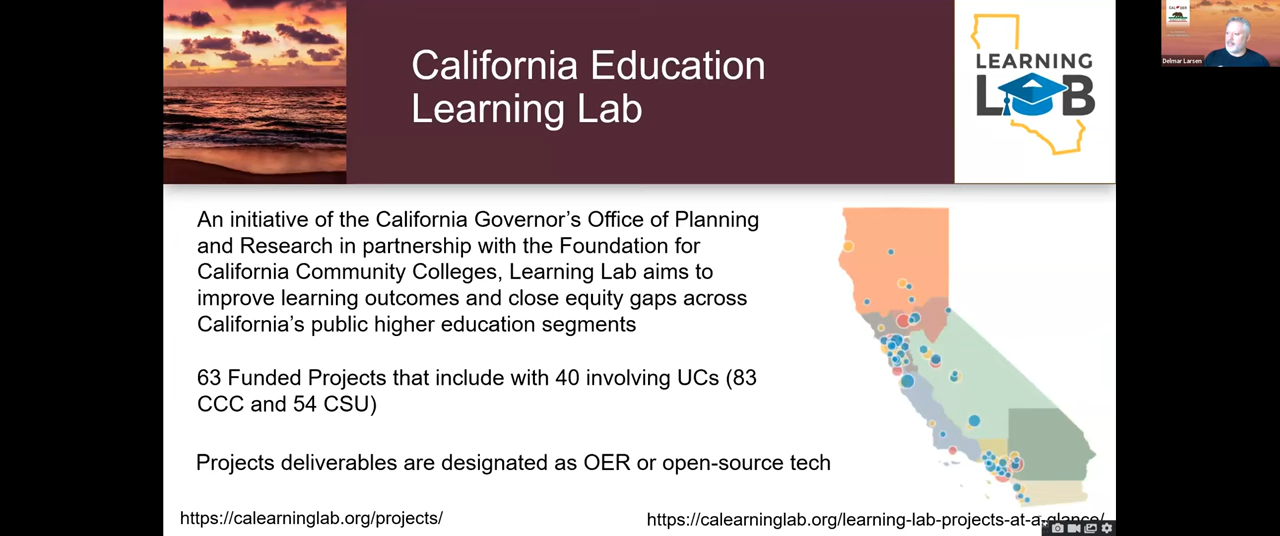 California Education
Learning Lab
LEARNING
LAB
CAL OER
Delmar Larsen
An initiative of the California Governor's Office of Planning
and Research in partnership with the Foundation for
California Community Colleges, Learning Lab aims to
improve learning outcomes and close equity gaps across
California's public higher education segments
63 Funded Projects that include with 40 involving UCs (83
CCC and 54 CSU)
Projects deliverables are designated as OER or open-source tech
https://calearninglab.org/projects/
https://calearninglab.org/learning-lab-projects-at-a-glance/